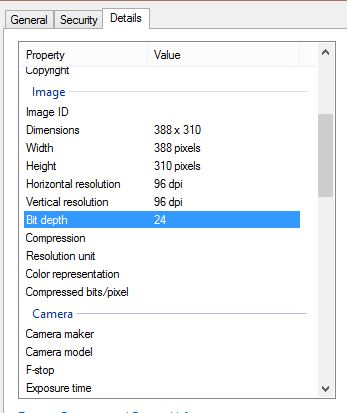 General Security Details
Property Value
Copyright
Image
Image ID
Dimensions 388 x 310
Width 388 pixels
Height 310 pixels
Horizontal resolution 96 dpi
Vertical resolution 96 dpi
Bit depth 24
Compression
Resolution unit
Color representation
Compressed bits/pixel
Camera
Camera maker
Camera model
F-stop
Exposure time